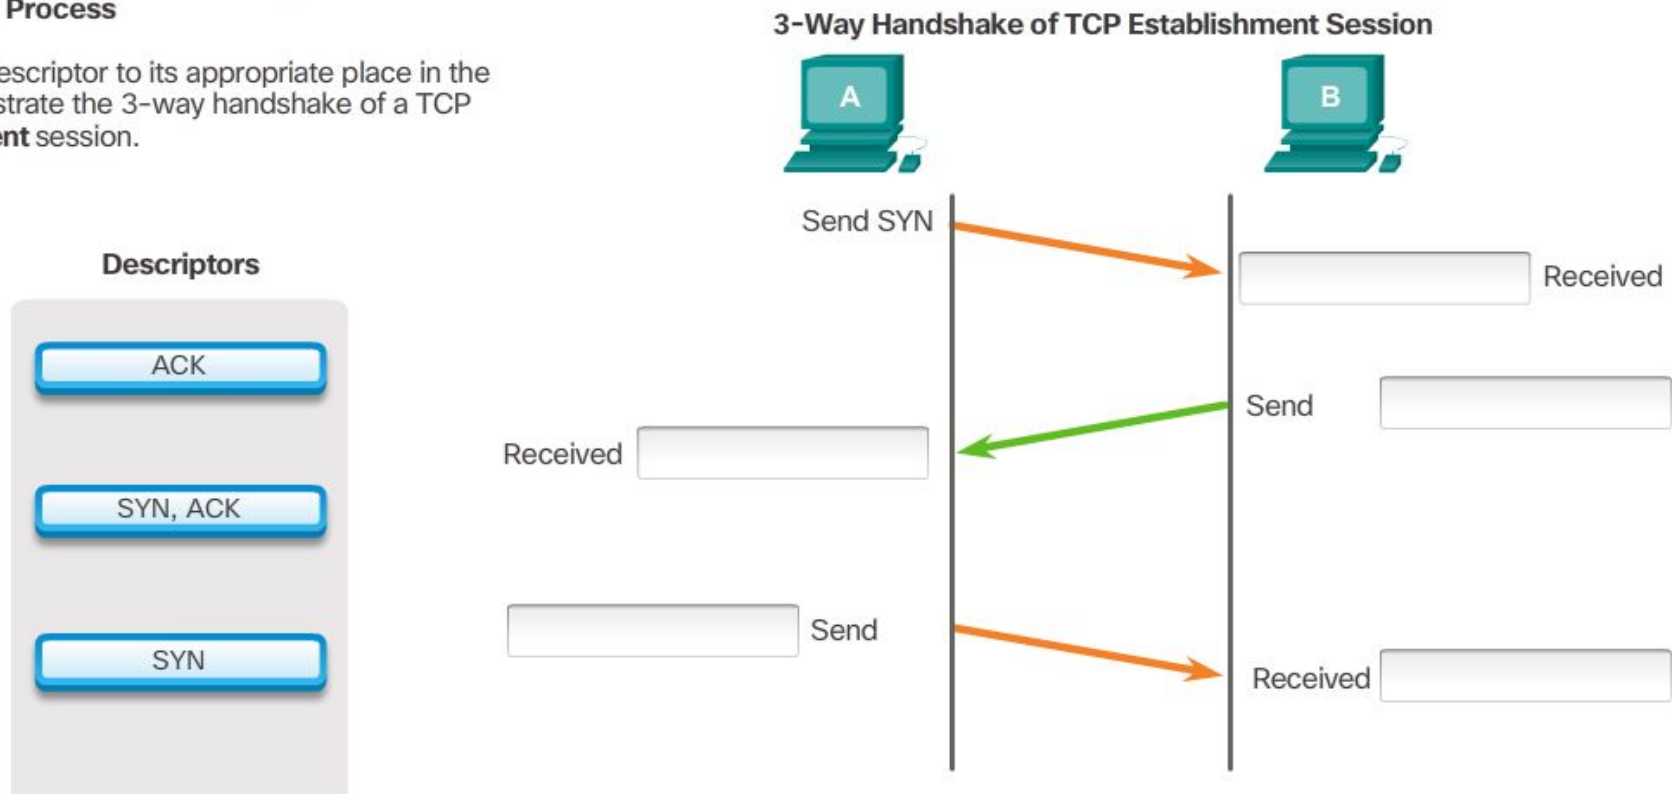 Process
escriptor to its appropriate place in the
strate the 3-way handshake of a TCP
ent session.
Descriptors
ACK
SYN, ACK
SYN
3-Way Handshake of TCP Establishment Session
A
B
Send SYN
Received
Send
Received
Send
Received